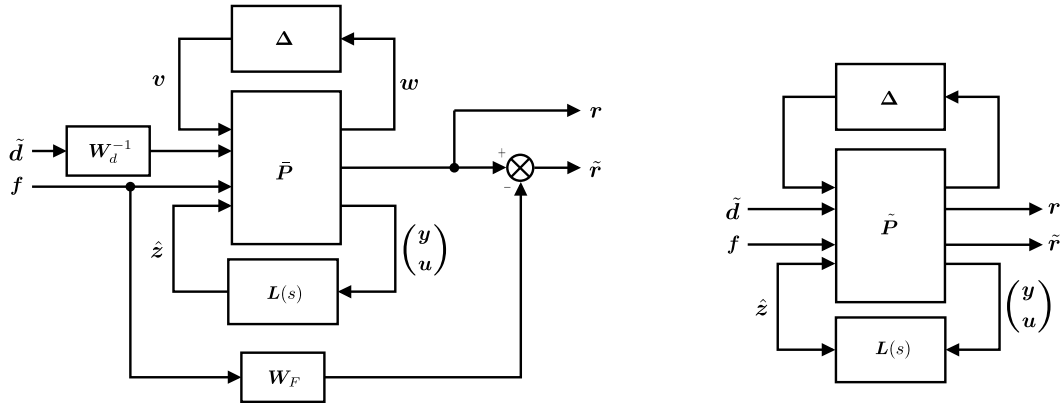 Δ
v
w
r
d̃
W_d^{-1}
P̄
+
r̃
−
f
ẑ
(y u)
L(s)
W_F
Δ
d̃
P̃
r
f
r̃
ẑ
(y u)
L(s)